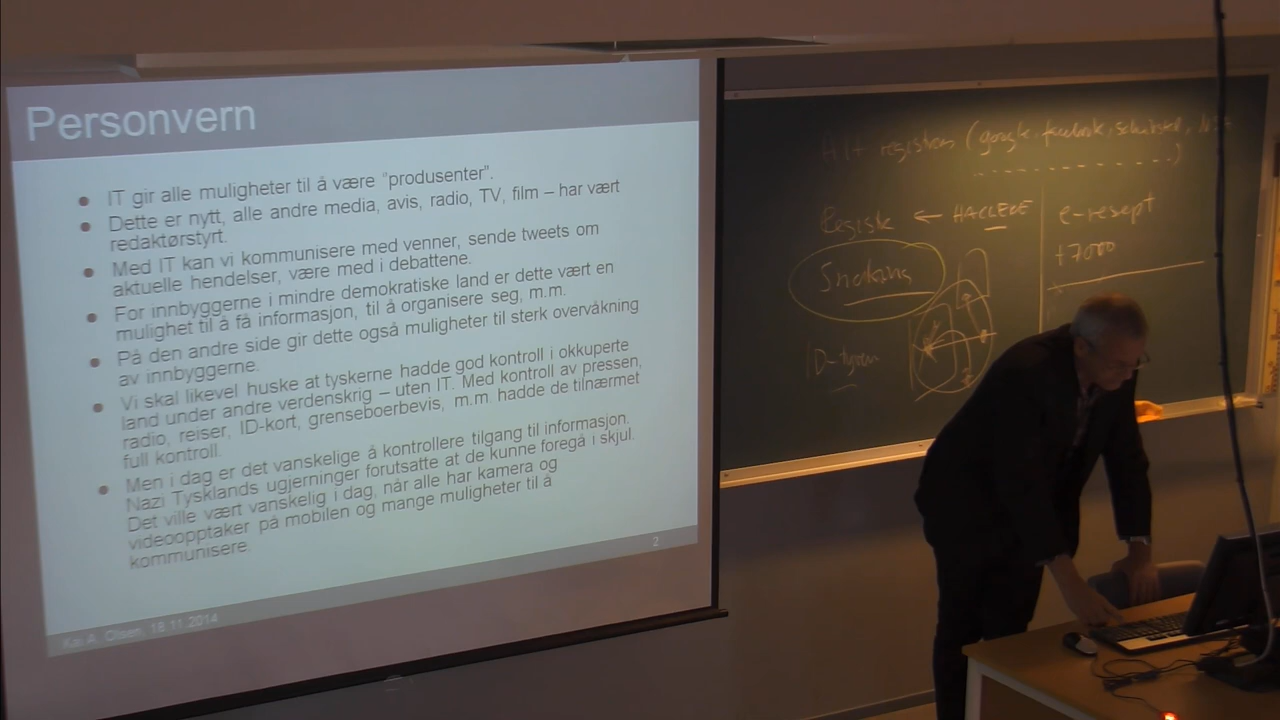 Personvern
IT gir alle muligheter til å være "produsenter".
Dette er nytt, alle andre media, avis, radio, TV, film – har vært
redaktørstyrt.
Med IT kan vi kommunisere med venner, sende tweets om
aktuelle hendelser, være med i debattene.
For innbyggerne i mindre demokratiske land er dette vært en
mulighet til å få informasjon, til å organisere seg, m.m.
På den andre side gir dette også muligheter til sterk overvåkning
av innbyggerne.
Vi skal likevel huske at tyskerne hadde god kontroll i okkuperte
land under andre verdenskrig – uten IT. Med kontroll av pressen,
radio, reiser, ID-kort, grenseboerbevis, m.m. hadde de tilnærmet
full kontroll.
Men i dag er det vanskelige å kontrollere tilgang til informasjon.
Nazi Tysklands ugjerninger forutsatte at de kunne foregå i skjul.
Det ville vært vanskelig i dag, når alle har kamera og
videoopptaker på mobilen og mange muligheter til å
kommunisere.
2
Kai A. Olsen, 18.11.2014
(google, facebook,
← HACKERE
e-resept
+7000
Snoking
ID-tyveri